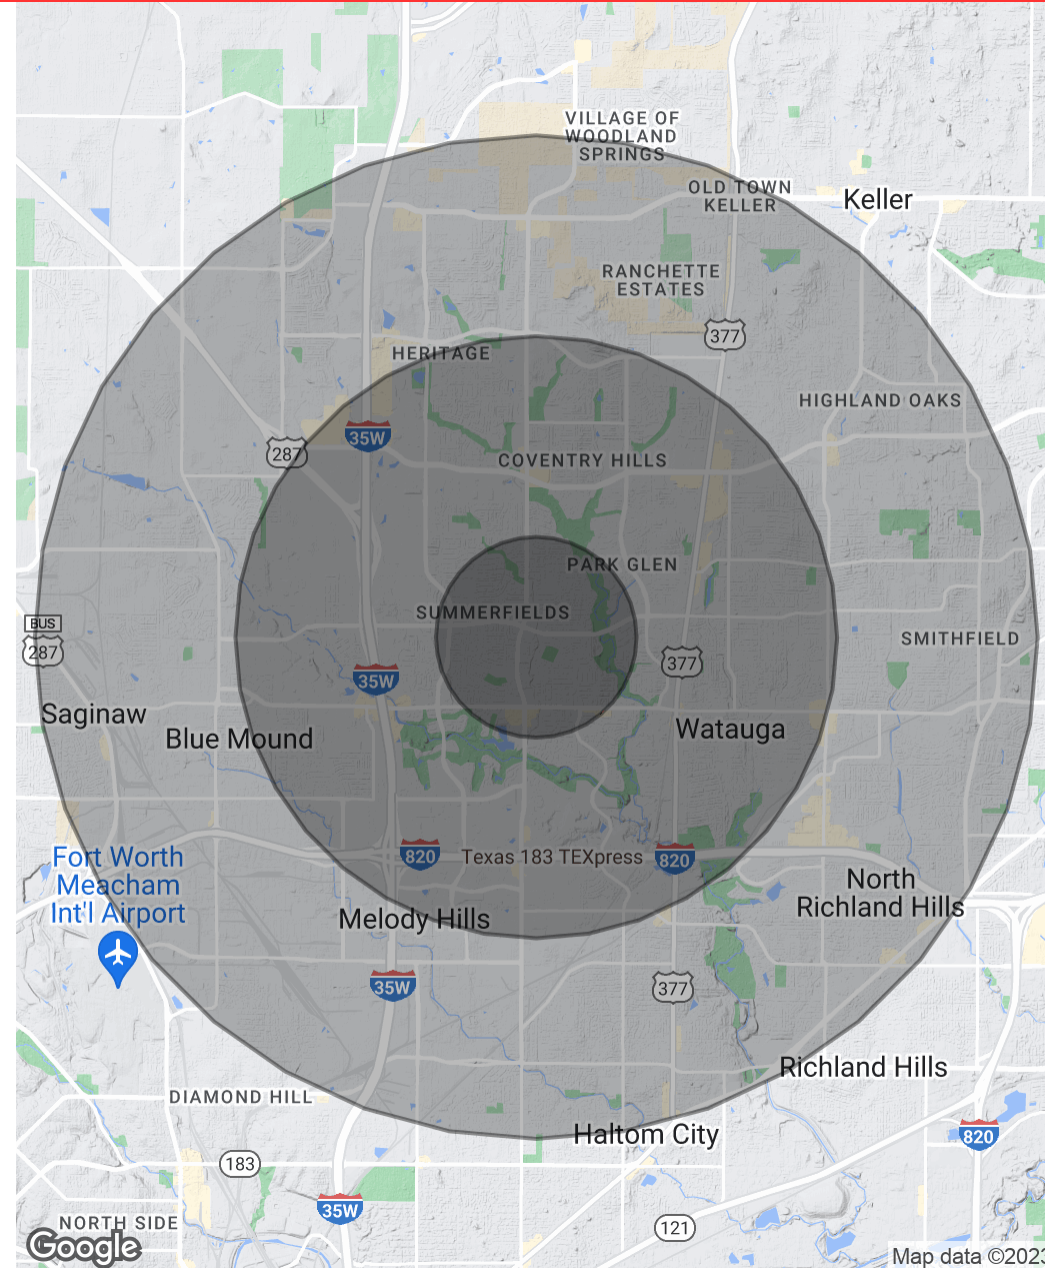 VILLAGE OF
WOODLAND
SPRINGS
OLD TOWN
KELLER
Keller
RANCHETTE
ESTATES
377
HERITAGE
HIGHLAND OAKS
35W
287
COVENTRY HILLS
PARK GLEN
SUMMERFIELDS
BUS
287
SMITHFIELD
377
35W
Saginaw
Blue Mound
Watauga
820
Texas 183 TEXpress
820
Fort Worth
Meacham
Int'l Airport
North
Richland Hills
Melody Hills
35W
377
Richland Hills
DIAMOND HILL
Haltom City
820
183
35W
121
NORTH SIDE
Google
Map data ©2023